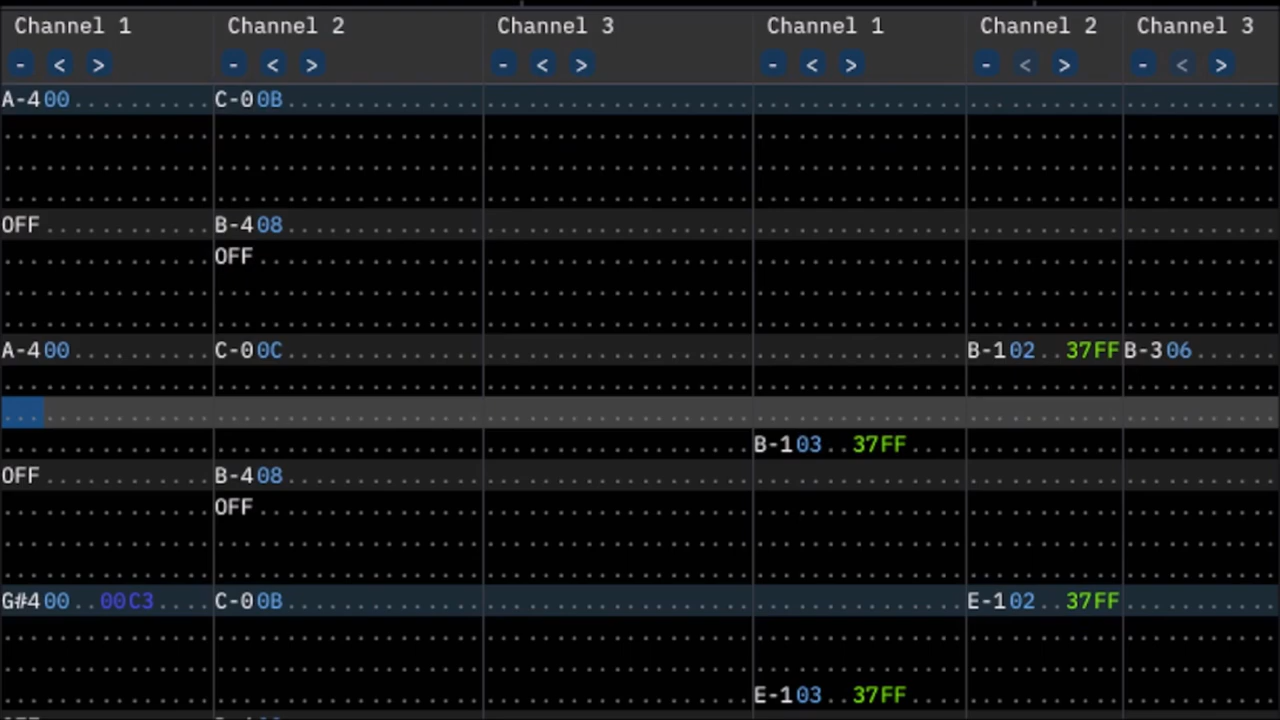 Channel 1 Channel 2 Channel 3 Channel 1 Channel 2 Channel 3
- < > - < > - < > - < > - < > - < >
A-4 00 C-0 0B
OFF B-4 08
OFF
A-4 00 C-0 0C B-1 02 .. 37FF B-3 06
...
B-1 03 .. 37FF
OFF B-4 08
OFF
G#4 00 .. 00C3 C-0 0B E-1 02 .. 37FF
E-1 03 .. 37FF